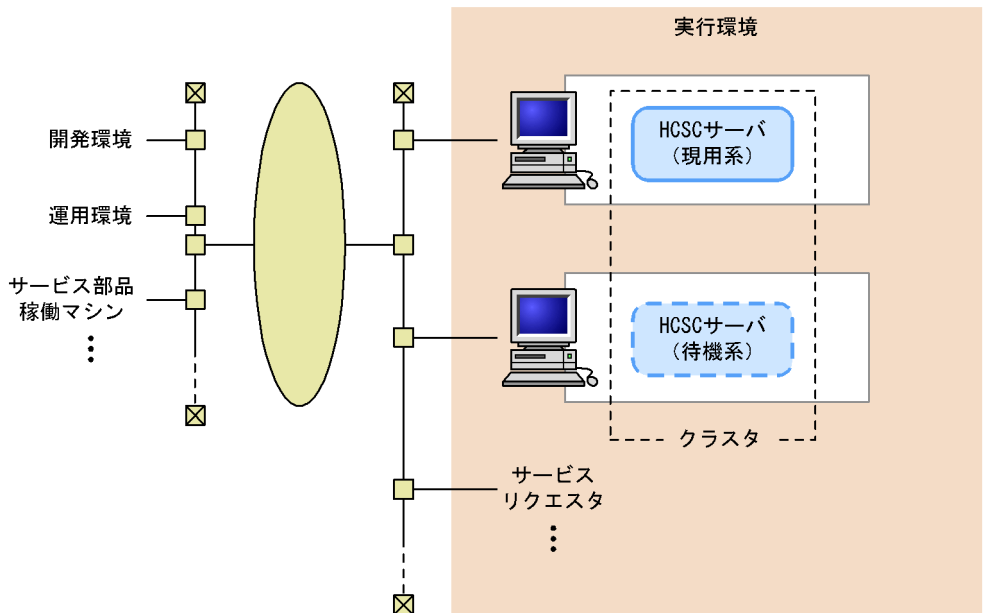 実行環境
開発環境
運用環境
サービス部品
稼働マシン
HCSCサーバ
（現用系）
HCSCサーバ
（待機系）
クラスタ
サービス
リクエスタ